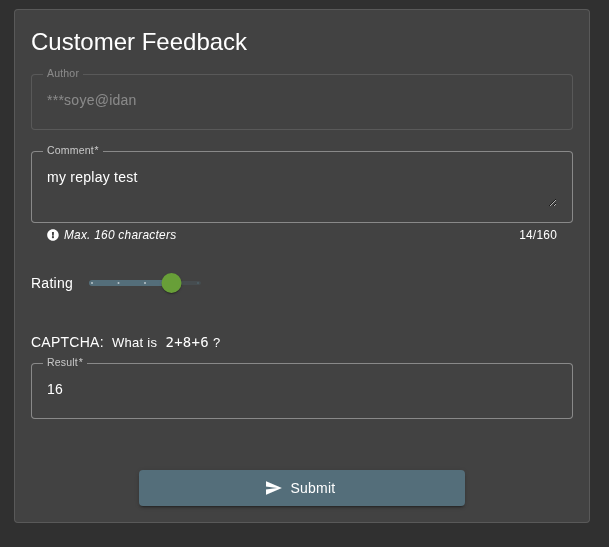 Customer Feedback
Author
***soye@idan
Comment*
my replay test
Max. 160 characters 14/160
Rating
CAPTCHA: What is 2+8+6 ?
Result*
16
Submit